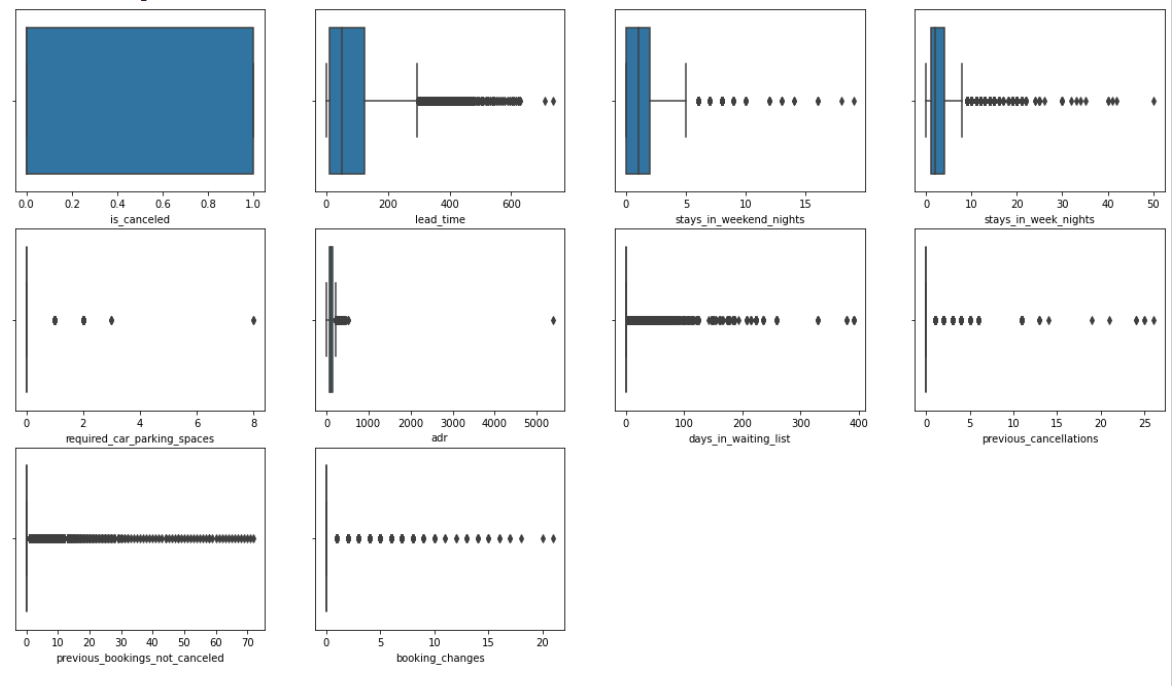 0.0 0.2 0.4 0.6 0.8 1.0
is_canceled
0 200 400 600
lead_time
0 5 10 15
stays_in_weekend_nights
0 10 20 30 40 50
stays_in_week_nights
0 2 4 6 8
required_car_parking_spaces
0 1000 2000 3000 4000 5000
adr
0 100 200 300 400
days_in_waiting_list
0 5 10 15 20 25
previous_cancellations
0 10 20 30 40 50 60 70
previous_bookings_not_canceled
0 5 10 15 20
booking_changes